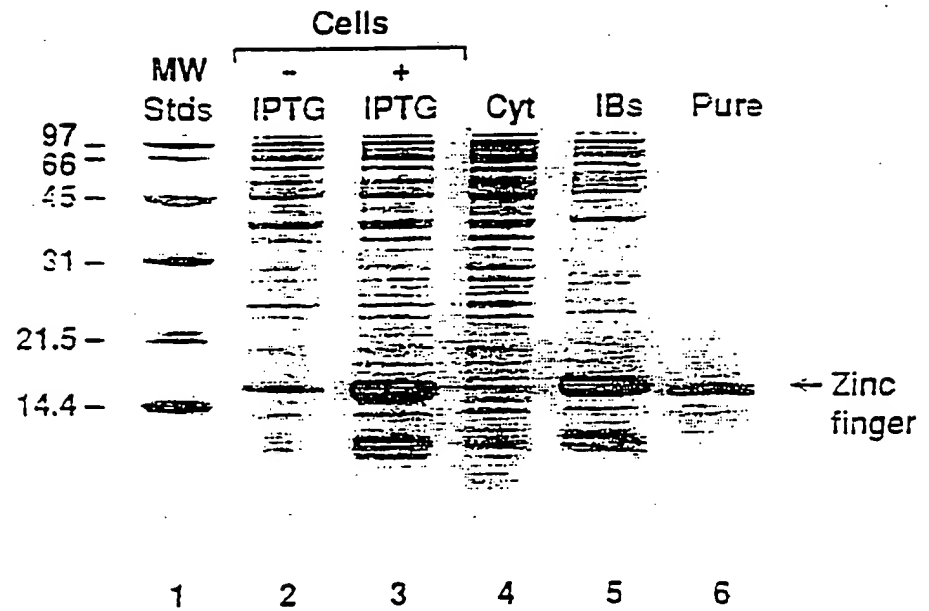 Cells
MW - +
Stds IPTG IPTG Cyt IBs Pure
97
66
45
31
21.5
14.4
← Zinc
finger
1 2 3 4 5 6